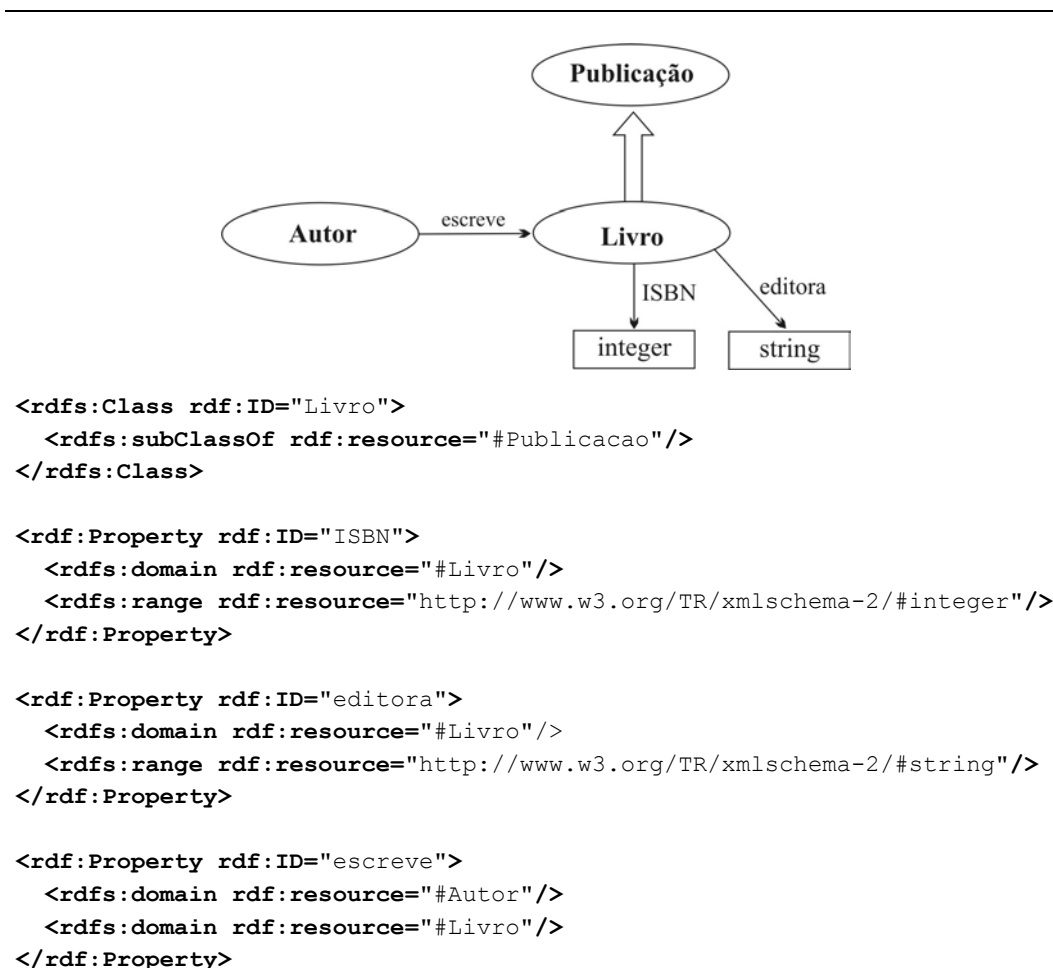 Publicação
escreve
Autor
Livro
ISBN
editora
integer
string
<rdfs:Class rdf:ID="Livro">
  <rdfs:subClassOf rdf:resource="#Publicacao"/>
</rdfs:Class>
<rdf:Property rdf:ID="ISBN">
  <rdfs:domain rdf:resource="#Livro"/>
  <rdfs:range rdf:resource="http://www.w3.org/TR/xmlschema-2/#integer"/>
</rdf:Property>
<rdf:Property rdf:ID="editora">
  <rdfs:domain rdf:resource="#Livro"/>
  <rdfs:range rdf:resource="http://www.w3.org/TR/xmlschema-2/#string"/>
</rdf:Property>
<rdf:Property rdf:ID="escreve">
  <rdfs:domain rdf:resource="#Autor"/>
  <rdfs:domain rdf:resource="#Livro"/>
</rdf:Property>